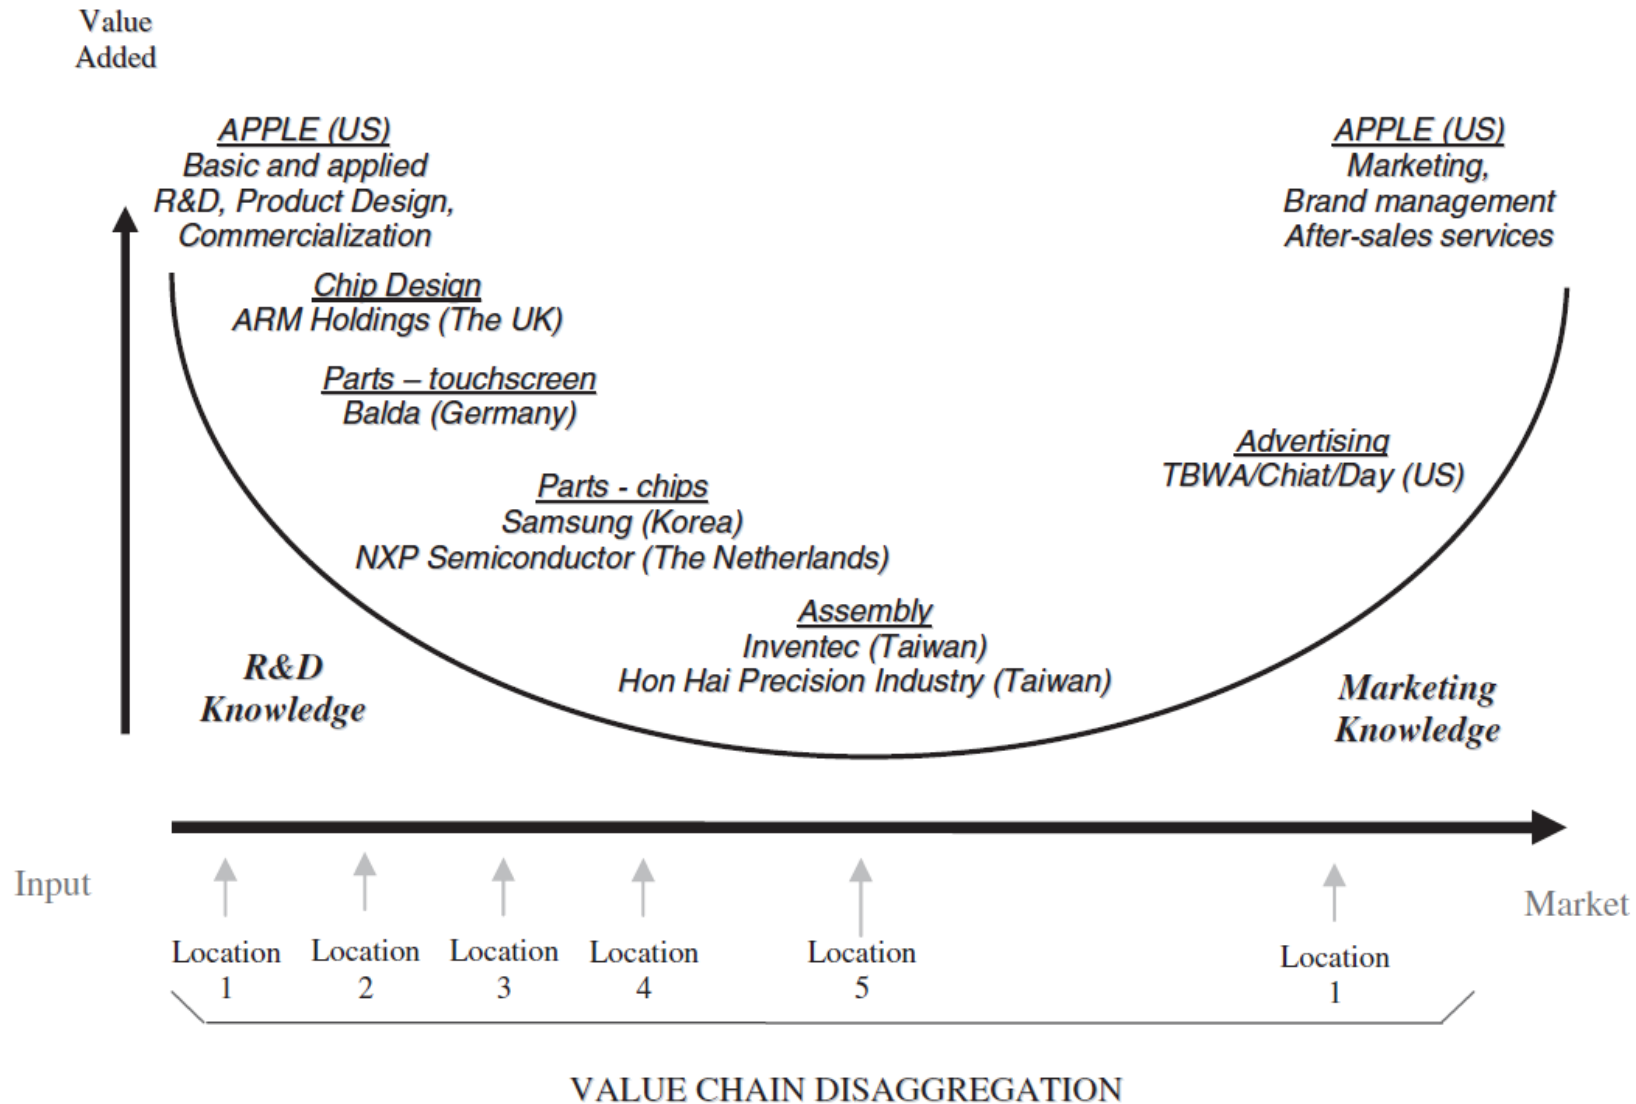 Value
Added
APPLE (US)
Basic and applied
R&D, Product Design,
Commercialization
APPLE (US)
Marketing,
Brand management
After-sales services
Chip Design
ARM Holdings (The UK)
Parts – touchscreen
Balda (Germany)
Advertising
TBWA/Chiat/Day (US)
Parts - chips
Samsung (Korea)
NXP Semiconductor (The Netherlands)
Assembly
Inventec (Taiwan)
Hon Hai Precision Industry (Taiwan)
R&D
Knowledge
Marketing
Knowledge
Input
Market
Location
1
Location
2
Location
3
Location
4
Location
5
Location
1
VALUE CHAIN DISAGGREGATION